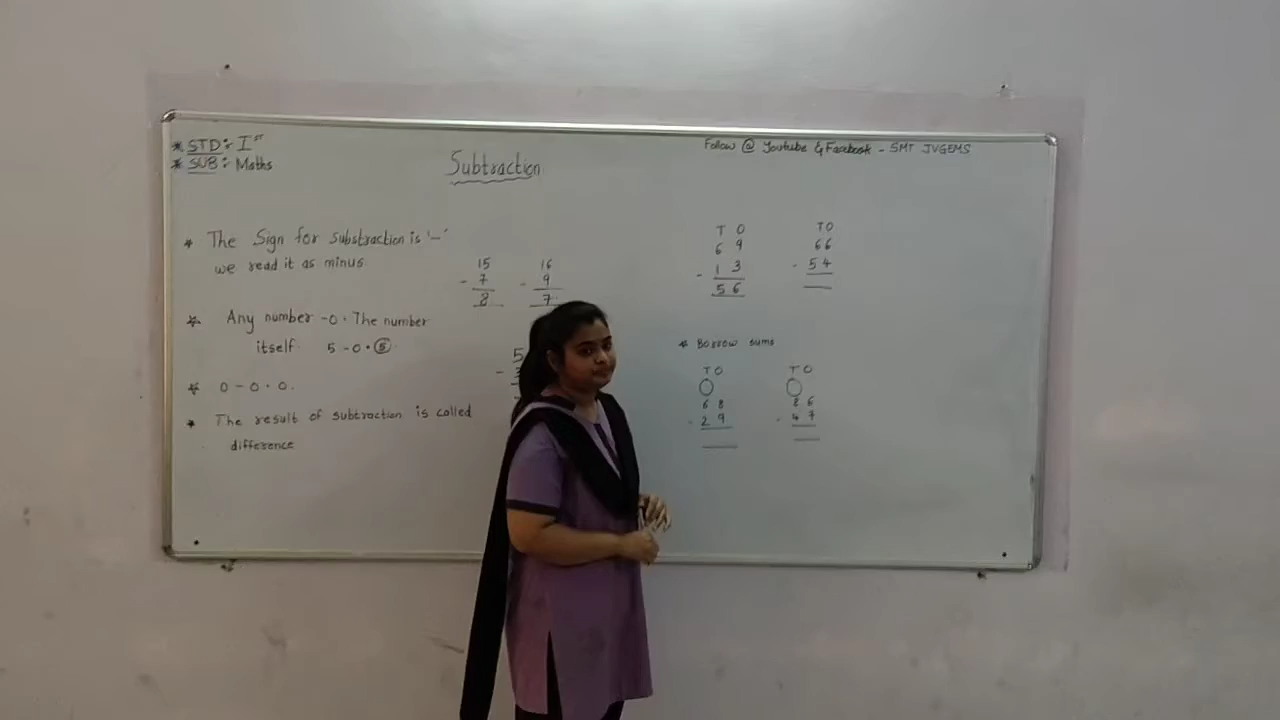 * STD :- Iˢᵗ
* SUB :- Maths
Follow @ Youtube & Facebook - SMT JVGEMS
Subtraction
* The Sign for substraction is '-'
we read it as minus
* Any number -0 = The number
itself. 5 - 0 = 5
* 0 - 0 = 0.
* The result of subtraction is called
difference
15
- 7
8
16
- 9
7
5
-
T O
6 9
- 1 3
5 6
T O
6 6
- 5 4
* Borrow sums
T O
6 8
- 2 9
T O
8 6
- 4 7